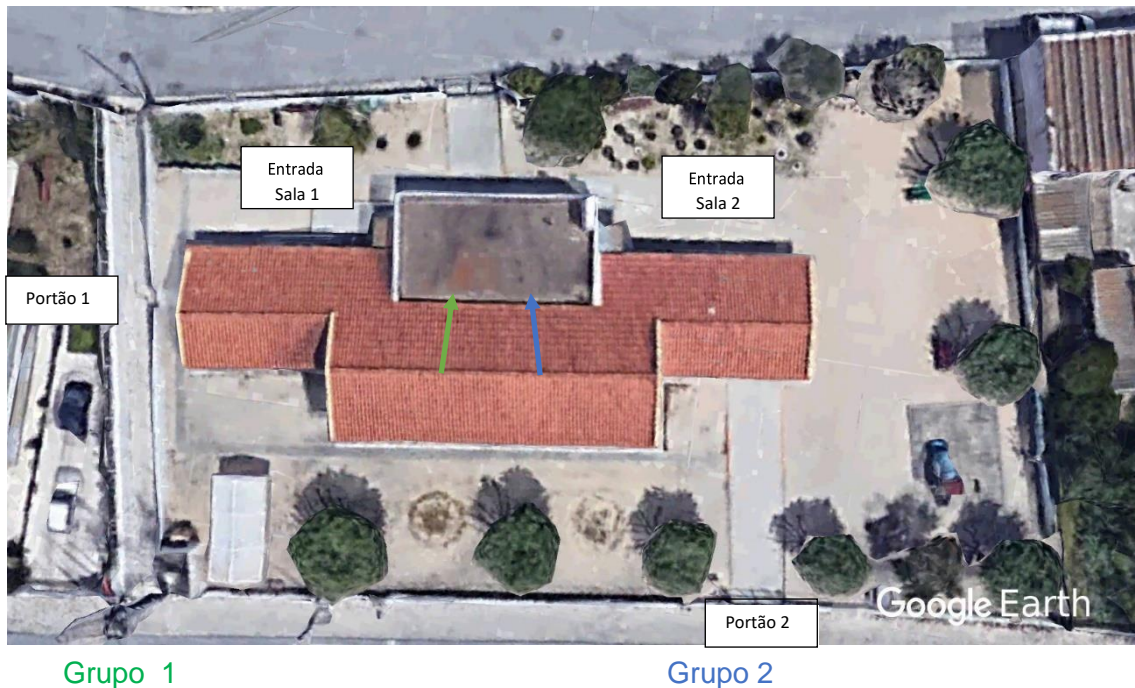 Entrada
Sala 1
Entrada
Sala 2
Portão 1
Portão 2
Google Earth
Grupo 1
Grupo 2